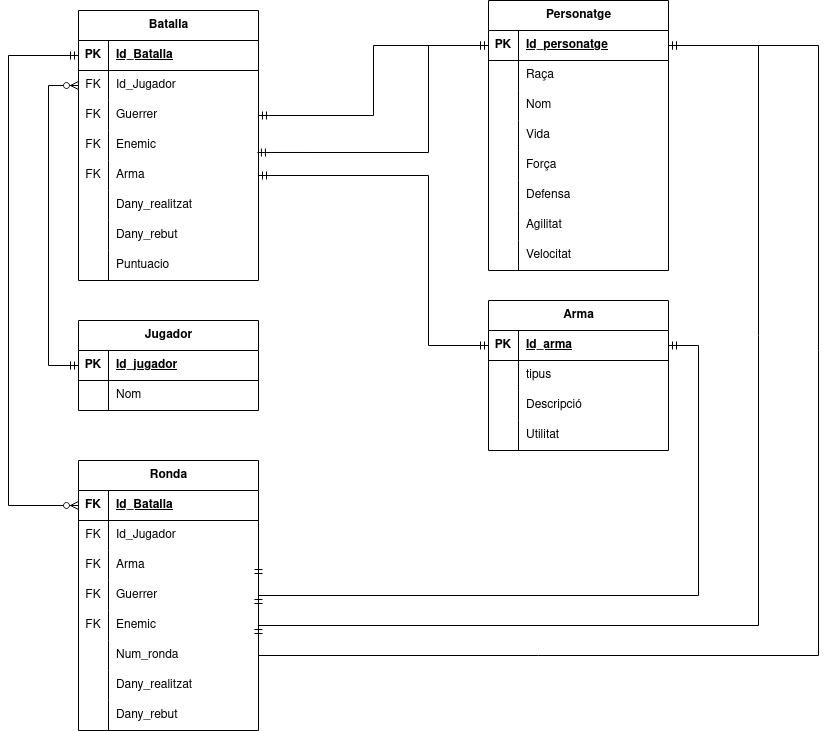 Batalla
PK Id_Batalla
FK Id_Jugador
FK Guerrer
FK Enemic
FK Arma
Dany_realitzat
Dany_rebut
Puntuacio
Personatge
PK Id_personatge
Raça
Nom
Vida
Força
Defensa
Agilitat
Velocitat
Jugador
PK Id_jugador
Nom
Arma
PK Id_arma
tipus
Descripció
Utilitat
Ronda
FK Id_Batalla
FK Id_Jugador
FK Arma
FK Guerrer
FK Enemic
Num_ronda
Dany_realitzat
Dany_rebut